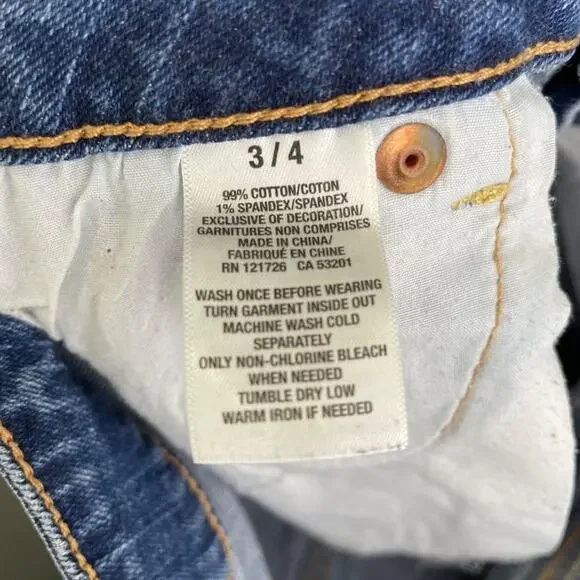 3 / 4
99% COTTON/COTON
1% SPANDEX/SPANDEX
EXCLUSIVE OF DECORATION/
GARNITURES NON COMPRISES
MADE IN CHINA/
FABRIQUÉ EN CHINE
RN 121726 CA 53201
WASH ONCE BEFORE WEARING
TURN GARMENT INSIDE OUT
MACHINE WASH COLD
SEPARATELY
ONLY NON-CHLORINE BLEACH
WHEN NEEDED
TUMBLE DRY LOW
WARM IRON IF NEEDED